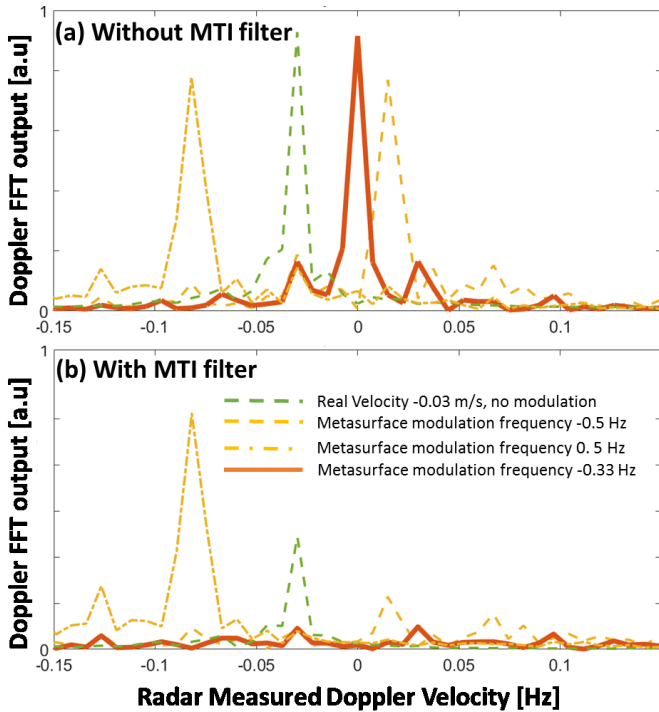 (a) Without MTI filter
Doppler FFT output [a.u]
1
0
-0.15
-0.1
-0.05
0
0.05
0.1
(b) With MTI filter
Doppler FFT output [a.u]
1
0
Real Velocity -0.03 m/s, no modulation
Metasurface modulation frequency -0.5 Hz
Metasurface modulation frequency 0. 5 Hz
Metasurface modulation frequency -0.33 Hz
-0.15
-0.1
-0.05
0
0.05
0.1
Radar Measured Doppler Velocity [Hz]